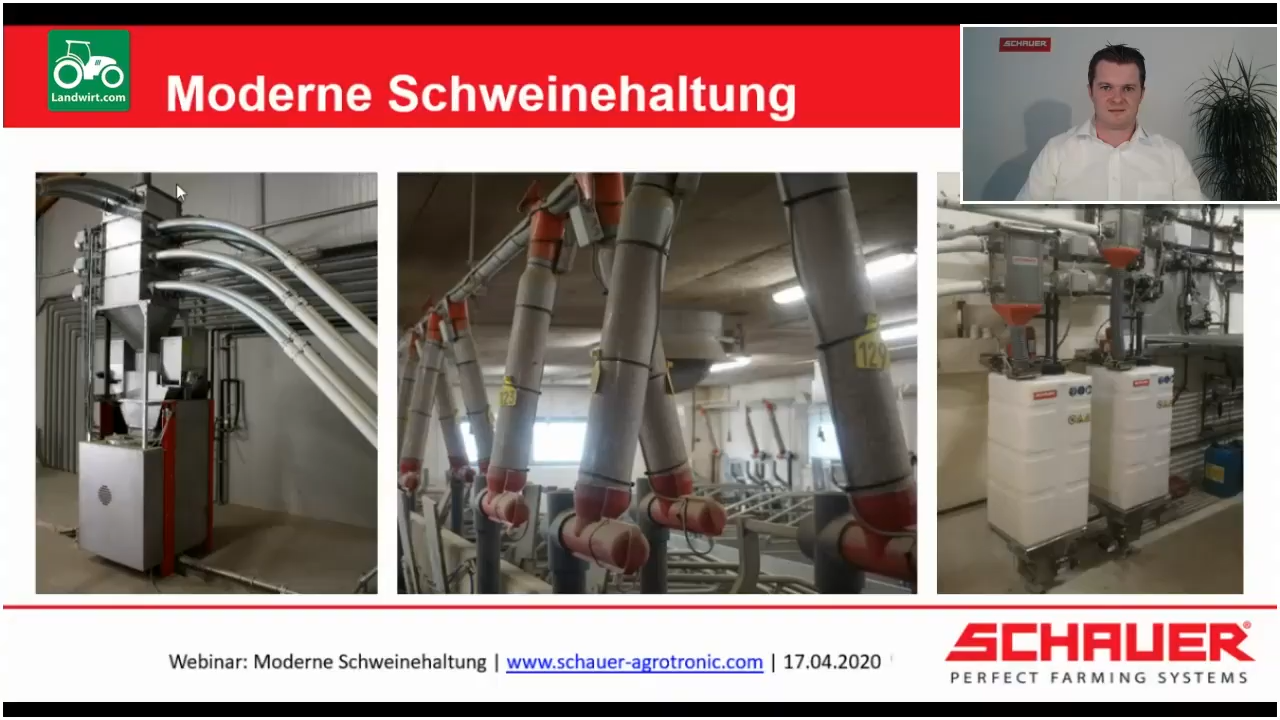 Landwirt.com
Moderne Schweinehaltung
SCHAUER
129
SCHAUER
Webinar: Moderne Schweinehaltung | www.schauer-agrotronic.com | 17.04.2020
SCHAUER®
PERFECT FARMING SYSTEMS